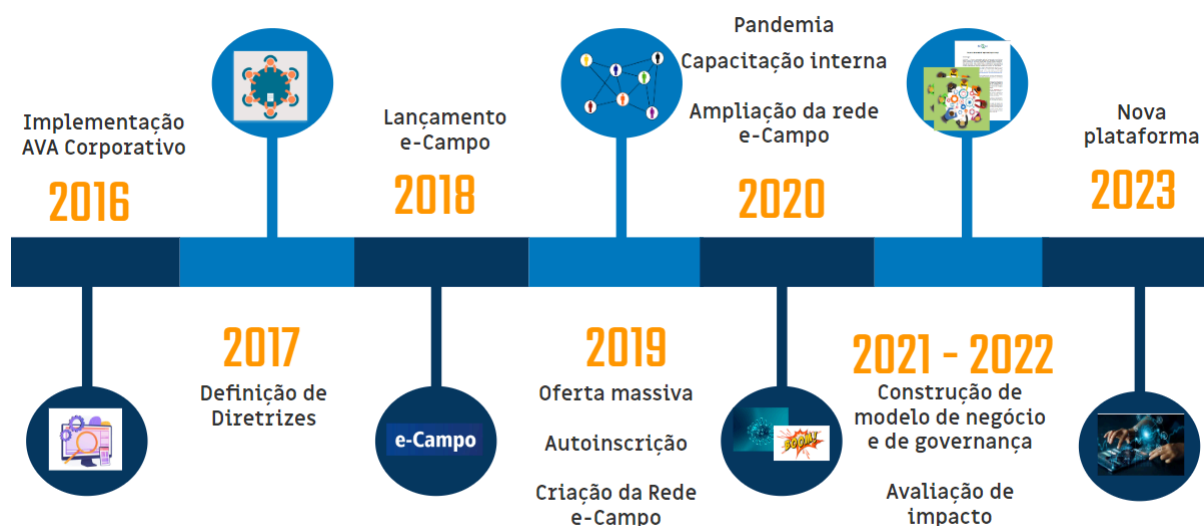 Implementação
AVA Corporativo
2016
2017
Definição de
Diretrizes
Lançamento
e-Campo
2018
e-Campo
2019
Oferta massiva
Autoinscrição
Criação da Rede
e-Campo
Pandemia
Capacitação interna
Ampliação da rede
e-Campo
2020
BOOM!
2021 - 2022
Construção de
modelo de negócio
e de governança
Avaliação de
impacto
Nova
plataforma
2023